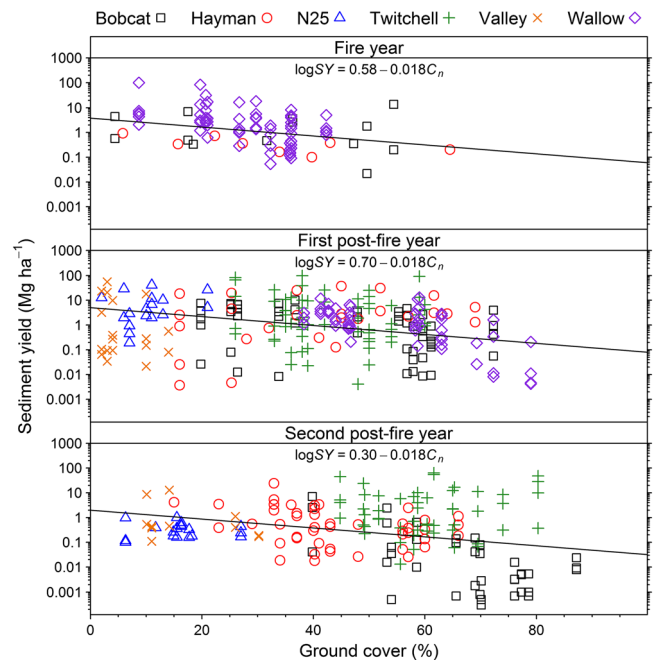 Bobcat Hayman N25 Twitchell Valley Wallow
Fire year
logSY = 0.58 − 0.018Cn
1000
100
10
1
0.1
0.01
0.001
First post-fire year
logSY = 0.70 − 0.018Cn
1000
100
10
1
0.1
0.01
0.001
Second post-fire year
logSY = 0.30 − 0.018Cn
1000
100
10
1
0.1
0.01
0.001
Sediment yield (Mg ha⁻¹)
0 20 40 60 80
Ground cover (%)